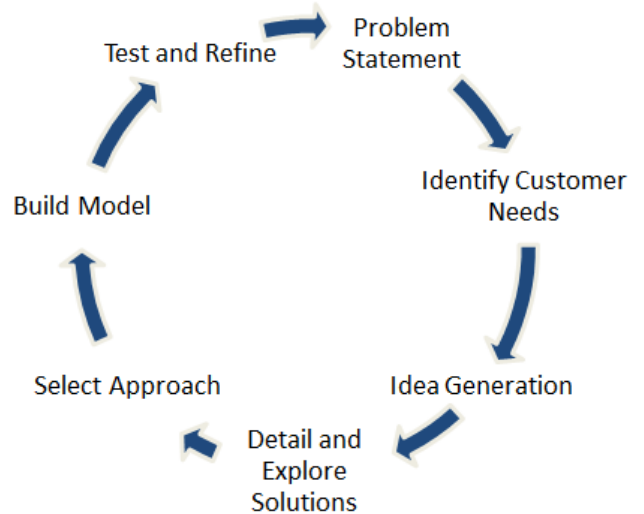 Problem
Statement
Identify Customer
Needs
Idea Generation
Detail and
Explore
Solutions
Select Approach
Build Model
Test and Refine